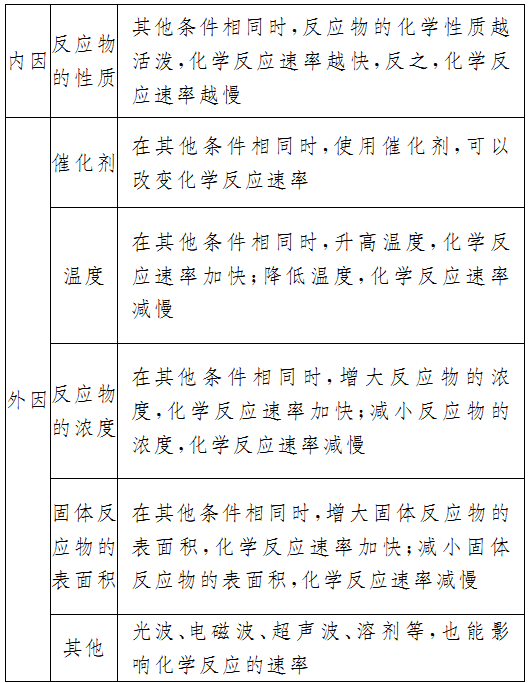 内因
反应物
的性质
其他条件相同时,反应物的化学性质越
活泼,化学反应速率越快,反之,化学反
应速率越慢
外因
催化剂
在其他条件相同时,使用催化剂,可以
改变化学反应速率
温度
在其他条件相同时,升高温度,化学反
应速率加快;降低温度,化学反应速率
减慢
反应物
的浓度
在其他条件相同时,增大反应物的浓
度,化学反应速率加快;减小反应物的
浓度,化学反应速率减慢
固体反
应物的
表面积
在其他条件相同时,增大固体反应物的
表面积,化学反应速率加快;减小固体
反应物的表面积,化学反应速率减慢
其他
光波、电磁波、超声波、溶剂等,也能影
响化学反应的速率